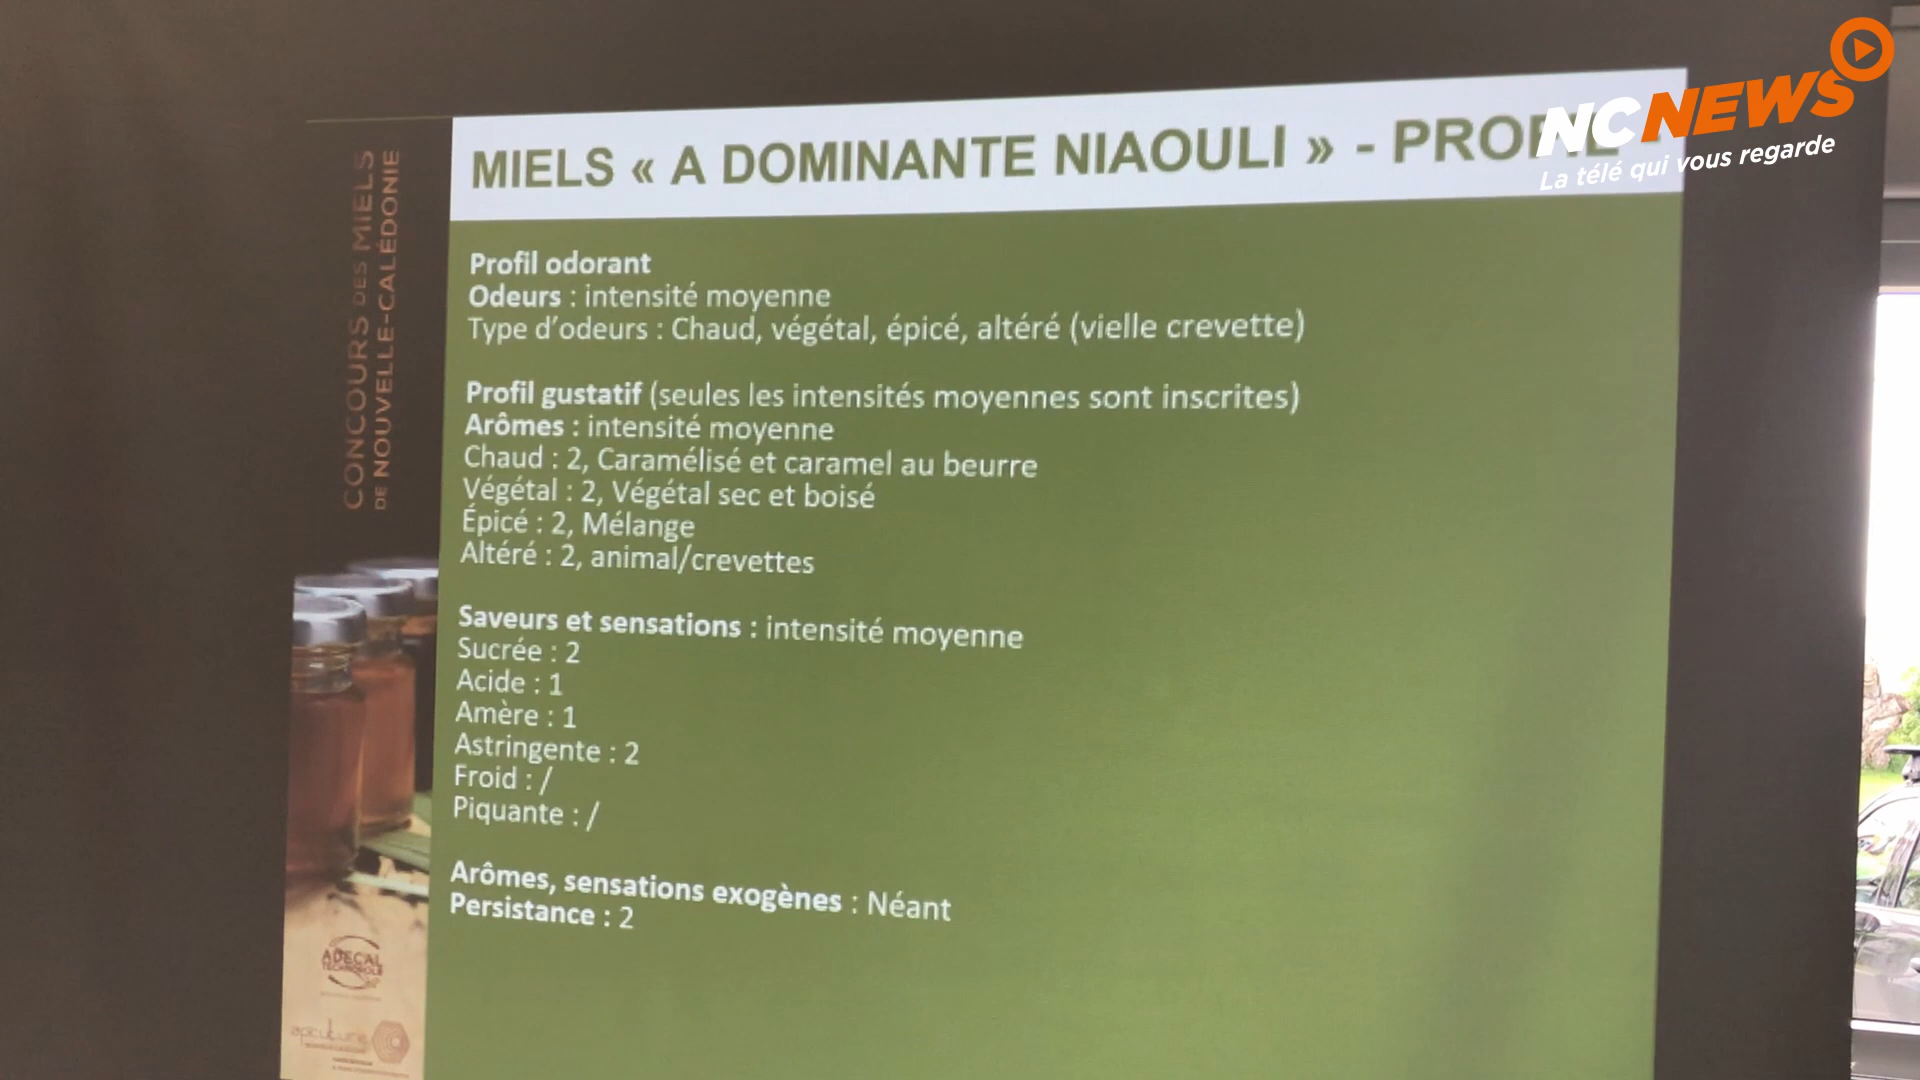 NCNEWS
La télé qui vous regarde
CONCOURS DES MIELS
DE NOUVELLE-CALÉDONIE
MIELS « A DOMINANTE NIAOULI » -
Profil odorant
Odeurs : intensité moyenne
Type d'odeurs : Chaud, végétal, épicé, altéré (vielle crevette)
Profil gustatif (seules les intensités moyennes sont inscrites)
Arômes : intensité moyenne
Chaud : 2, Caramélisé et caramel au beurre
Végétal : 2, Végétal sec et boisé
Épicé : 2, Mélange
Altéré : 2, animal/crevettes
Saveurs et sensations : intensité moyenne
Sucrée : 2
Acide : 1
Amère : 1
Astringente : 2
Froid : /
Piquante : /
Arômes, sensations exogènes : Néant
Persistance : 2
ADECAL
TECHNOPOLE
apiculture